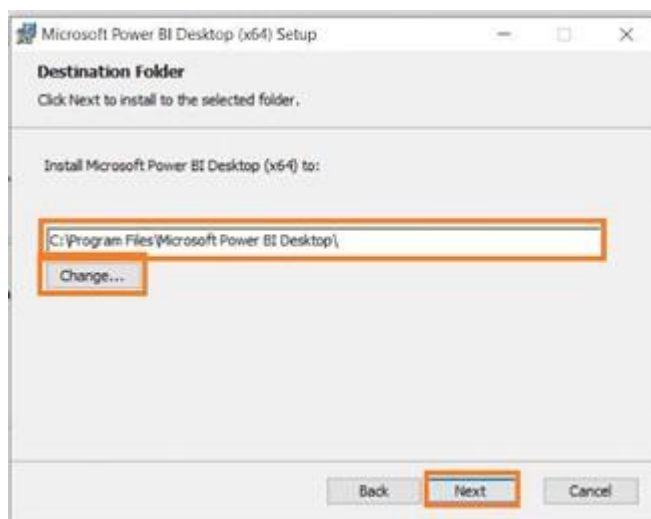 Microsoft Power BI Desktop (x64) Setup
Destination Folder
Click Next to install to the selected folder.
Install Microsoft Power BI Desktop (x64) to:
C:\Program Files\Microsoft Power BI Desktop\
Change...
Back Next Cancel